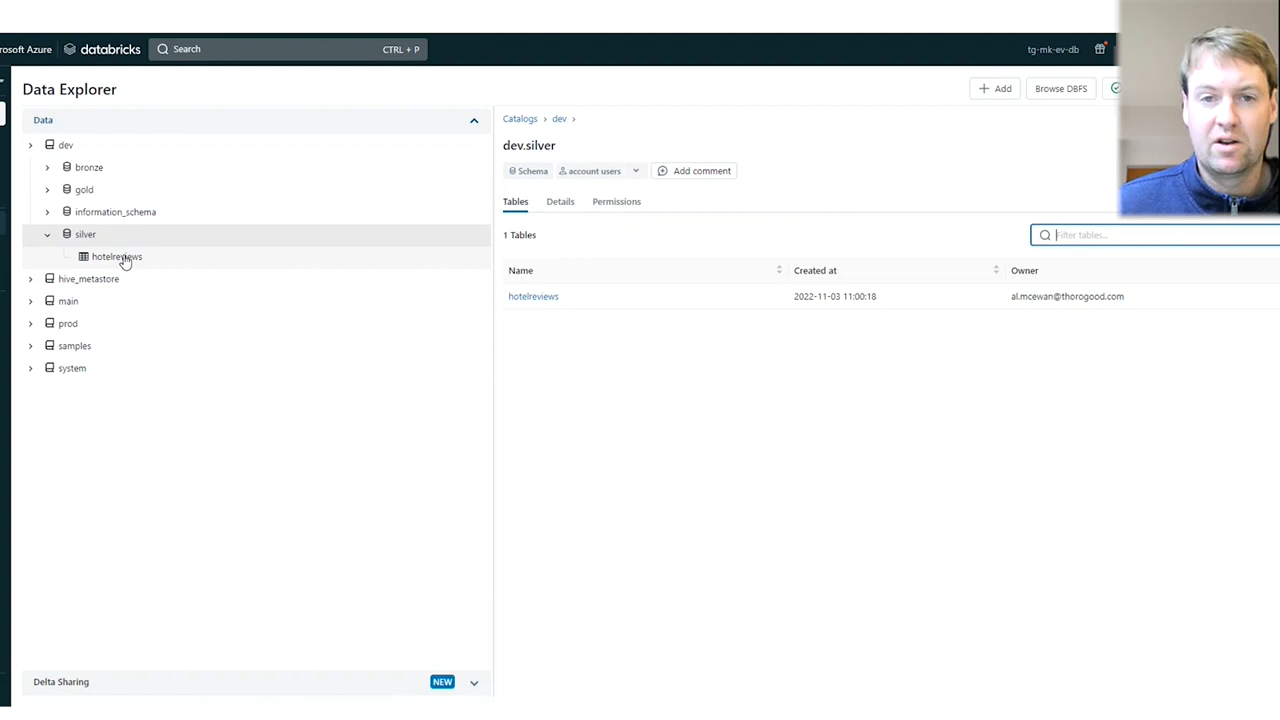 rosoft Azure databricks Search CTRL + P tg-mk-ev-db
Data Explorer
Add Browse DBFS
Data
Catalogs › dev ›
dev
dev.silver
bronze
Schema account users Add comment
gold
Tables Details Permissions
information_schema
silver
1 Tables Filter tables...
hotelreviews
Name Created at Owner
hive_metastore
hotelreviews 2022-11-03 11:00:18 al.mcewan@thorogood.com
main
prod
samples
system
Delta Sharing NEW